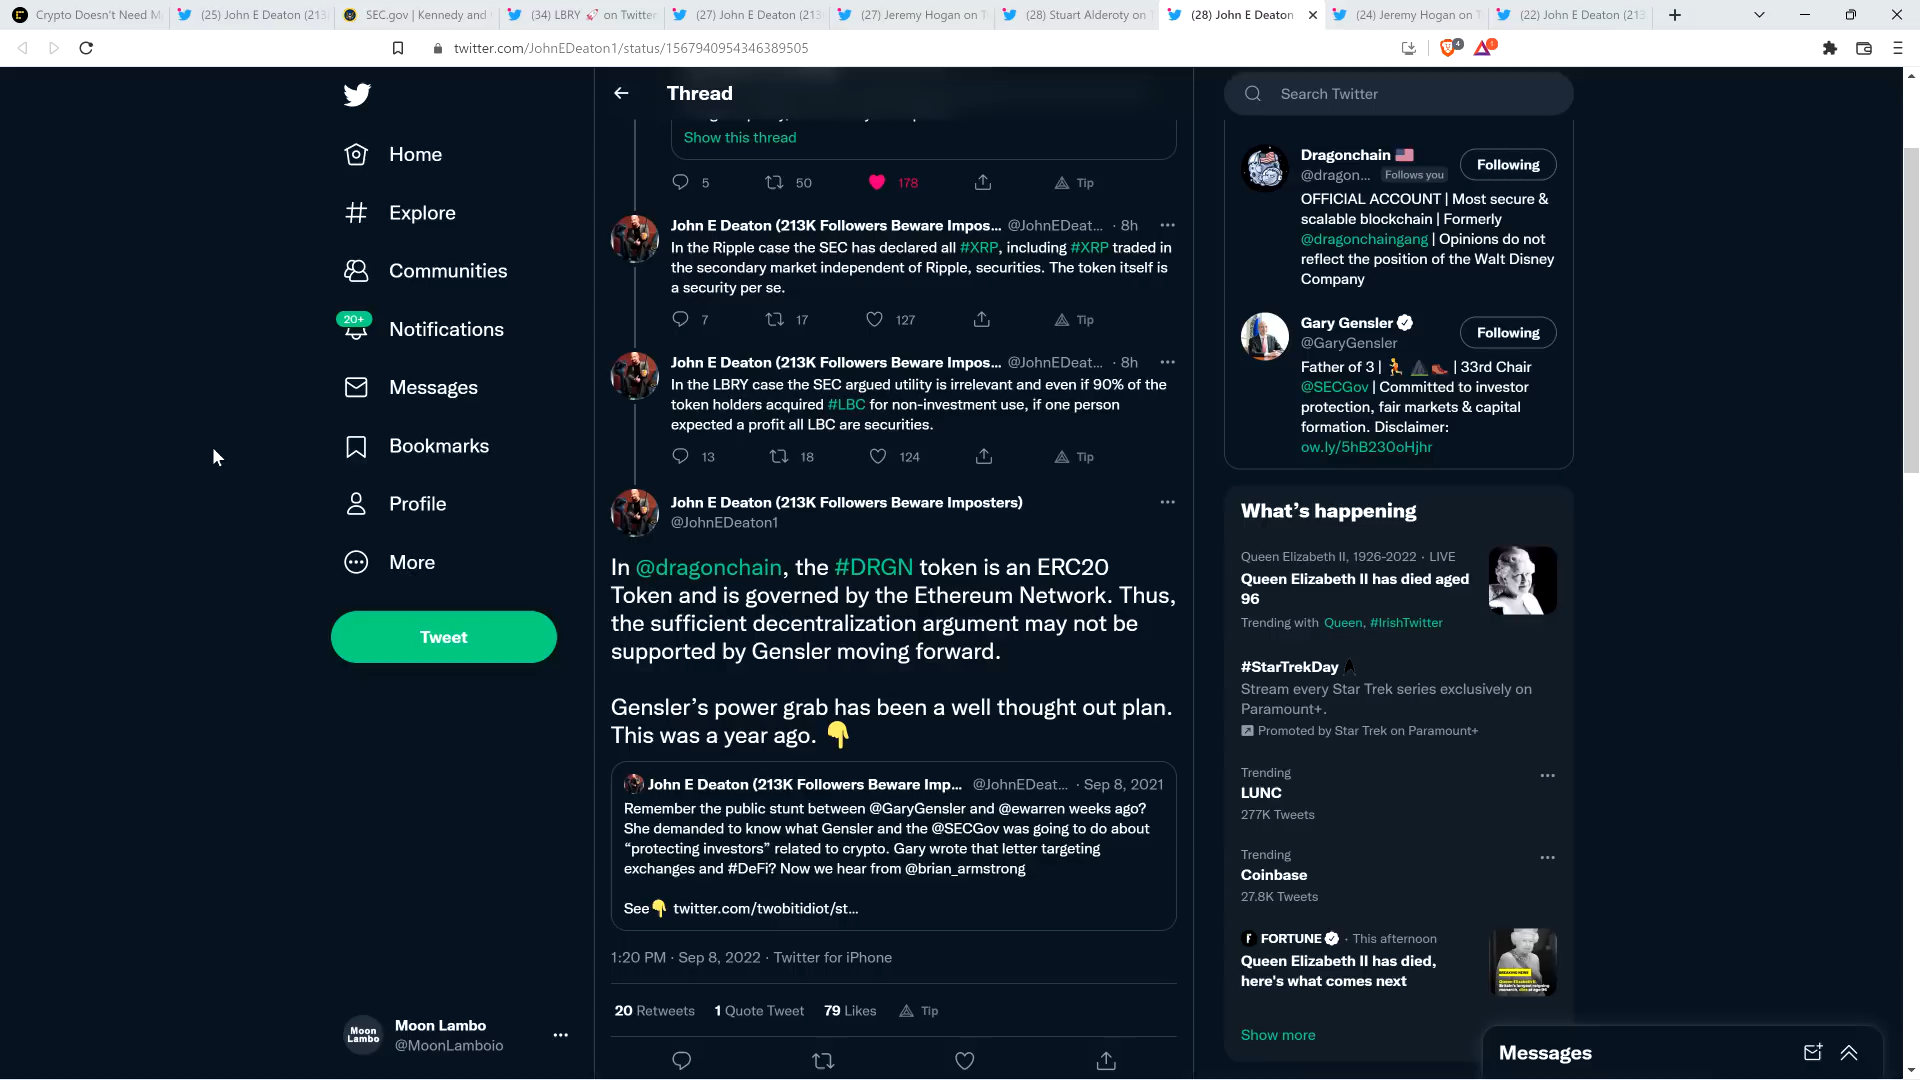 Crypto Doesn't Need M
(25) John E Deaton (213
SEC.gov | Kennedy and
(34) LBRY 🚀 on Twitter
(27) John E Deaton (213
(27) Jeremy Hogan on T
(28) Stuart Alderoty on T
(28) John E Deaton
(24) Jeremy Hogan on T
(22) John E Deaton (213
twitter.com/JohnEDeaton1/status/1567940954346389505
4
1
Home
Explore
Communities
20+
Notifications
Messages
Bookmarks
Profile
More
Tweet
Moon Lambo
Moon Lambo
@MoonLamboio
Thread
Show this thread
5 50 178 Tip
John E Deaton (213K Followers Beware Impos... @JohnEDeat... · 8h
In the Ripple case the SEC has declared all #XRP, including #XRP traded in
the secondary market independent of Ripple, securities. The token itself is
a security per se.
7 17 127 Tip
John E Deaton (213K Followers Beware Impos... @JohnEDeat... · 8h
In the LBRY case the SEC argued utility is irrelevant and even if 90% of the
token holders acquired #LBC for non-investment use, if one person
expected a profit all LBC are securities.
13 18 124 Tip
John E Deaton (213K Followers Beware Imposters)
@JohnEDeaton1
In @dragonchain, the #DRGN token is an ERC20
Token and is governed by the Ethereum Network. Thus,
the sufficient decentralization argument may not be
supported by Gensler moving forward.
Gensler’s power grab has been a well thought out plan.
This was a year ago. 👇
John E Deaton (213K Followers Beware Imp... @JohnEDeat... · Sep 8, 2021
Remember the public stunt between @GaryGensler and @ewarren weeks ago?
She demanded to know what Gensler and the @SECGov was going to do about
“protecting investors” related to crypto. Gary wrote that letter targeting
exchanges and #DeFi? Now we hear from @brian_armstrong
See👇 twitter.com/twobitidiot/st...
1:20 PM · Sep 8, 2022 · Twitter for iPhone
20 Retweets 1 Quote Tweet 79 Likes Tip
Search Twitter
Dragonchain 🇺🇸
@dragon... Follows you
Following
OFFICIAL ACCOUNT | Most secure &
scalable blockchain | Formerly
@dragonchaingang | Opinions do not
reflect the position of the Walt Disney
Company
Gary Gensler
@GaryGensler
Following
Father of 3 | 🏃 ⛰️ 👞 | 33rd Chair
@SECGov | Committed to investor
protection, fair markets & capital
formation. Disclaimer:
ow.ly/5hB230oHjhr
What’s happening
Queen Elizabeth II, 1926-2022 · LIVE
Queen Elizabeth II has died aged
96
Trending with Queen, #IrishTwitter
#StarTrekDay
Stream every Star Trek series exclusively on
Paramount+.
Promoted by Star Trek on Paramount+
Trending
LUNC
277K Tweets
Trending
Coinbase
27.8K Tweets
FORTUNE · This afternoon
Queen Elizabeth II has died,
here's what comes next
Show more
Messages